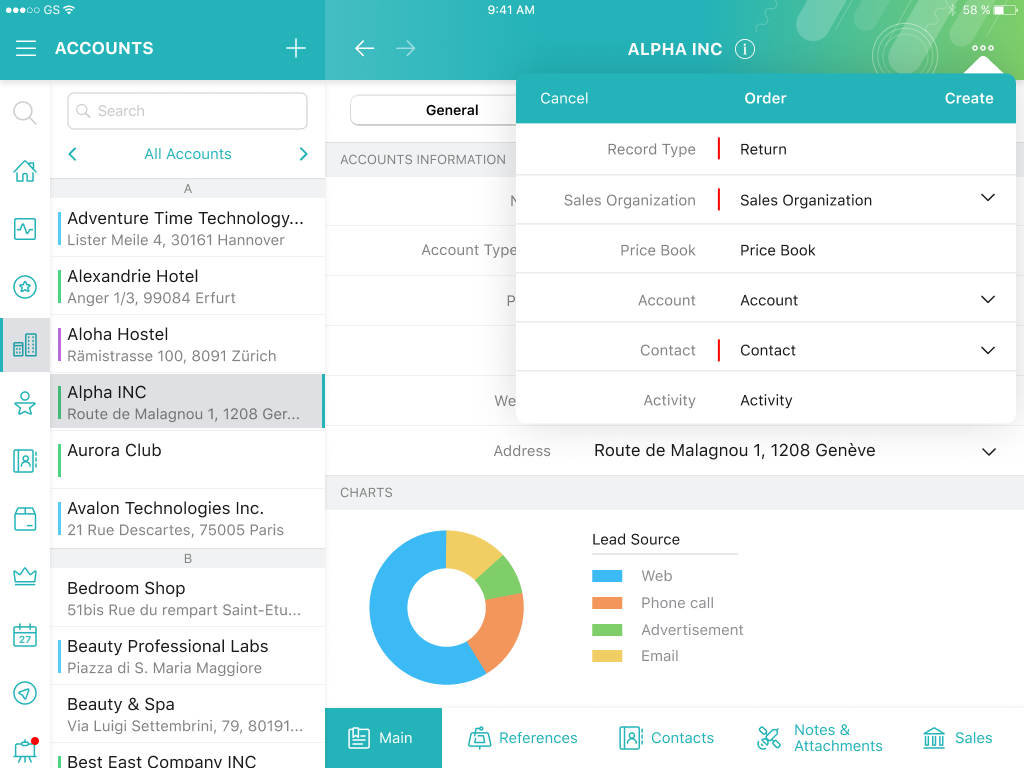 GS
9:41 AM
58 %
ACCOUNTS
ALPHA INC
Search
All Accounts
A
Adventure Time Technology...
Lister Meile 4, 30161 Hannover
Alexandrie Hotel
Anger 1/3, 99084 Erfurt
Aloha Hostel
Rämistrasse 100, 8091 Zürich
Alpha INC
Route de Malagnou 1, 1208 Ger...
Aurora Club
Avalon Technologies Inc.
21 Rue Descartes, 75005 Paris
B
Bedroom Shop
51bis Rue du rempart Saint-Etu...
Beauty Professional Labs
Piazza di S. Maria Maggiore
Beauty & Spa
Via Luigi Settembrini, 79, 80191...
Best East Company INC
27
General
ACCOUNTS INFORMATION
N
Account Type
P
We
Address
Route de Malagnou 1, 1208 Genève
Cancel
Order
Create
Record Type
Return
Sales Organization
Sales Organization
Price Book
Price Book
Account
Account
Contact
Contact
Activity
Activity
CHARTS
Lead Source
Web
Phone call
Advertisement
Email
Main
References
Contacts
Notes &
Attachments
Sales